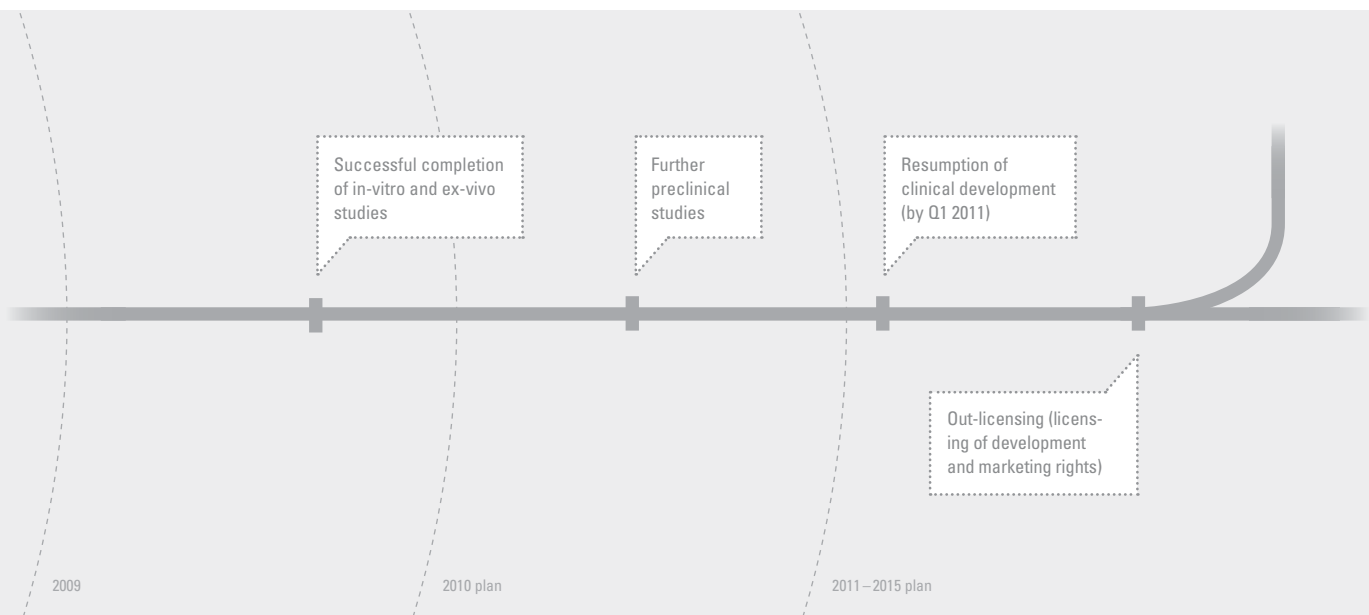 Successful completion
of in-vitro and ex-vivo
studies
Further
preclinical
studies
Resumption of
clinical development
(by Q1 2011)
Out-licensing (licens-
ing of development
and marketing rights)
2009
2010 plan
2011–2015 plan